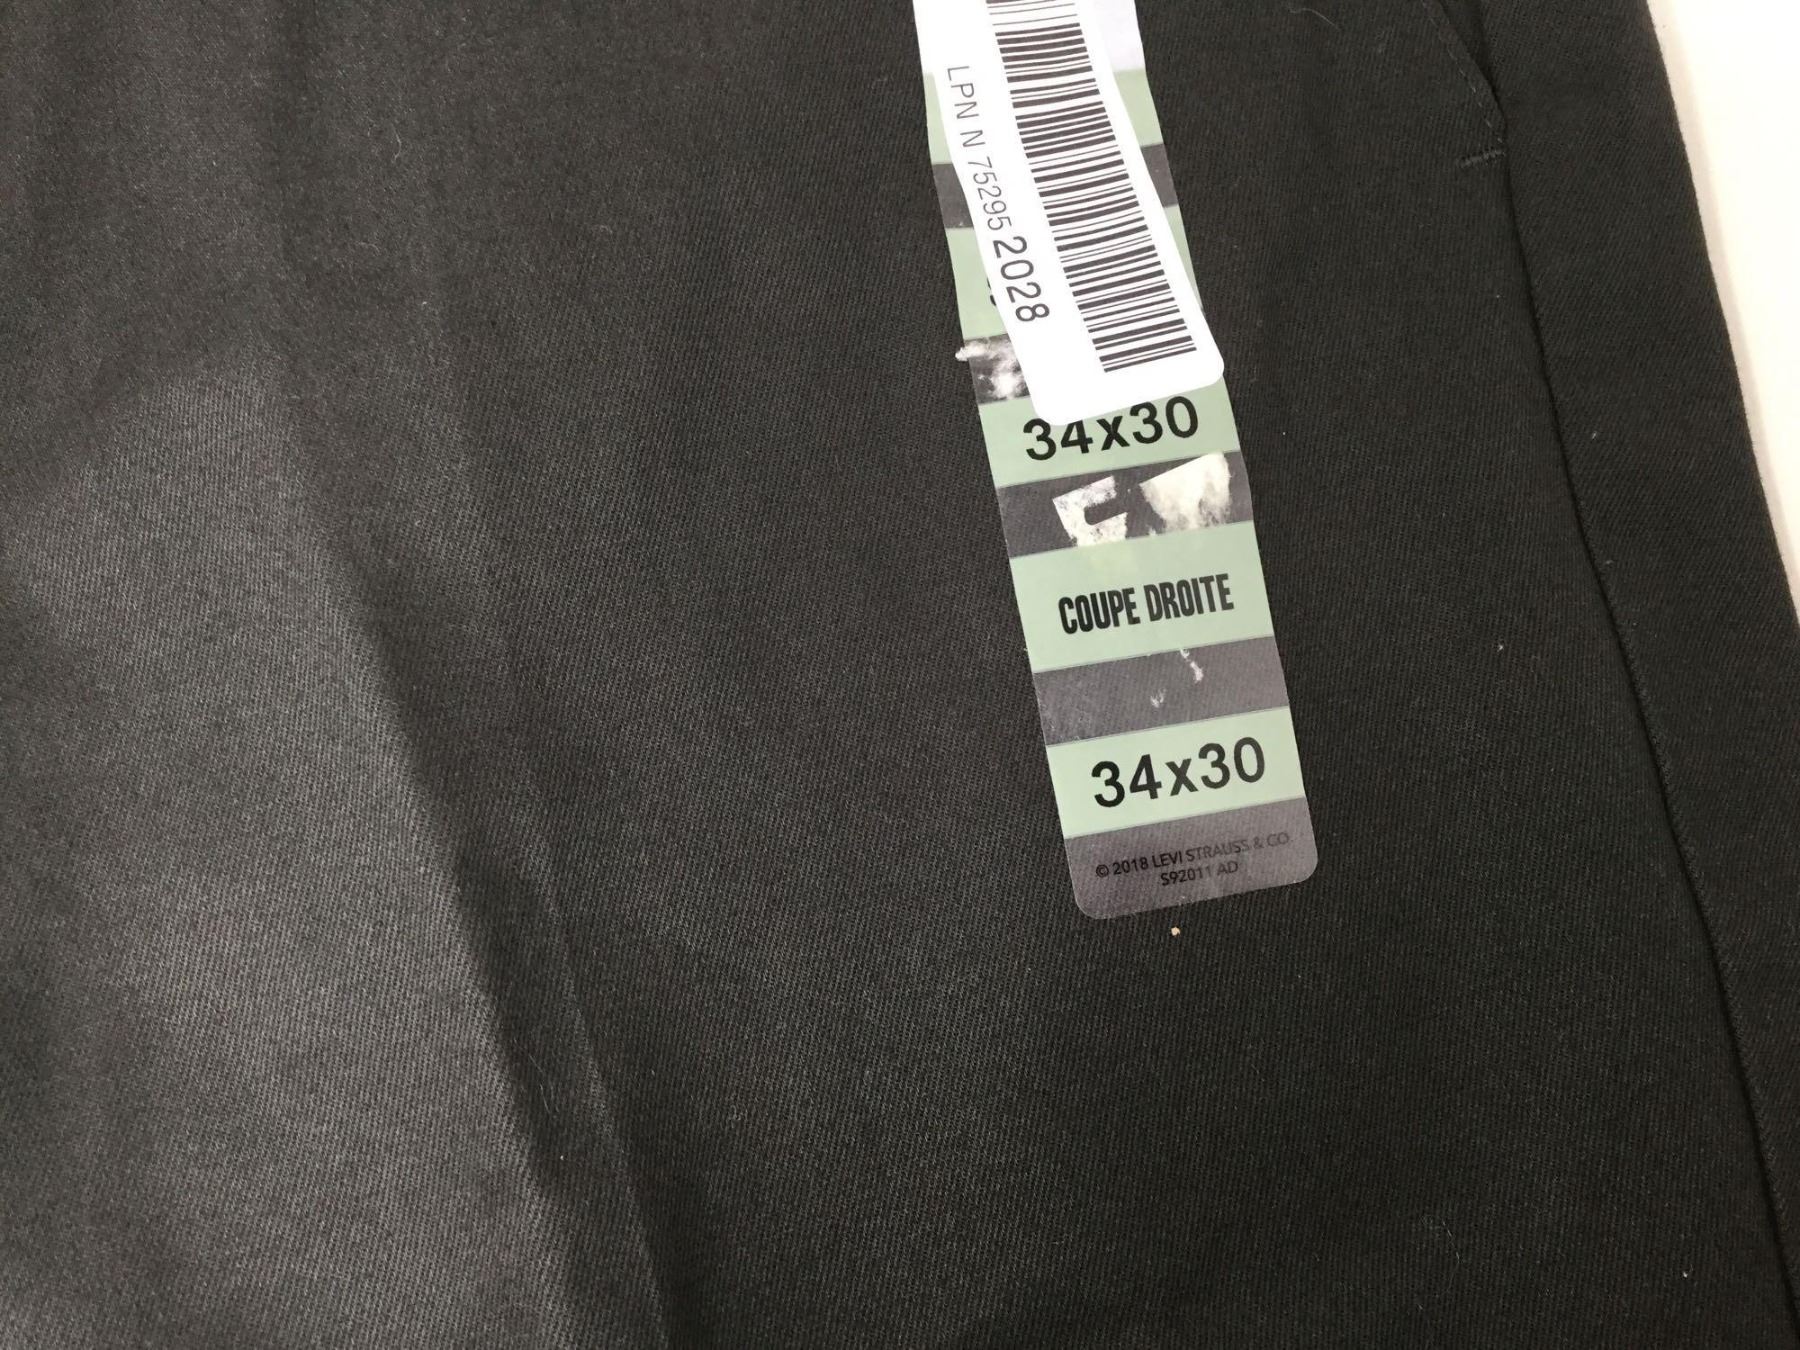 LPN N 75295 2028
34x30
COUPE DROITE
34x30
© 2018 LEVI STRAUSS & CO
S92011 AD